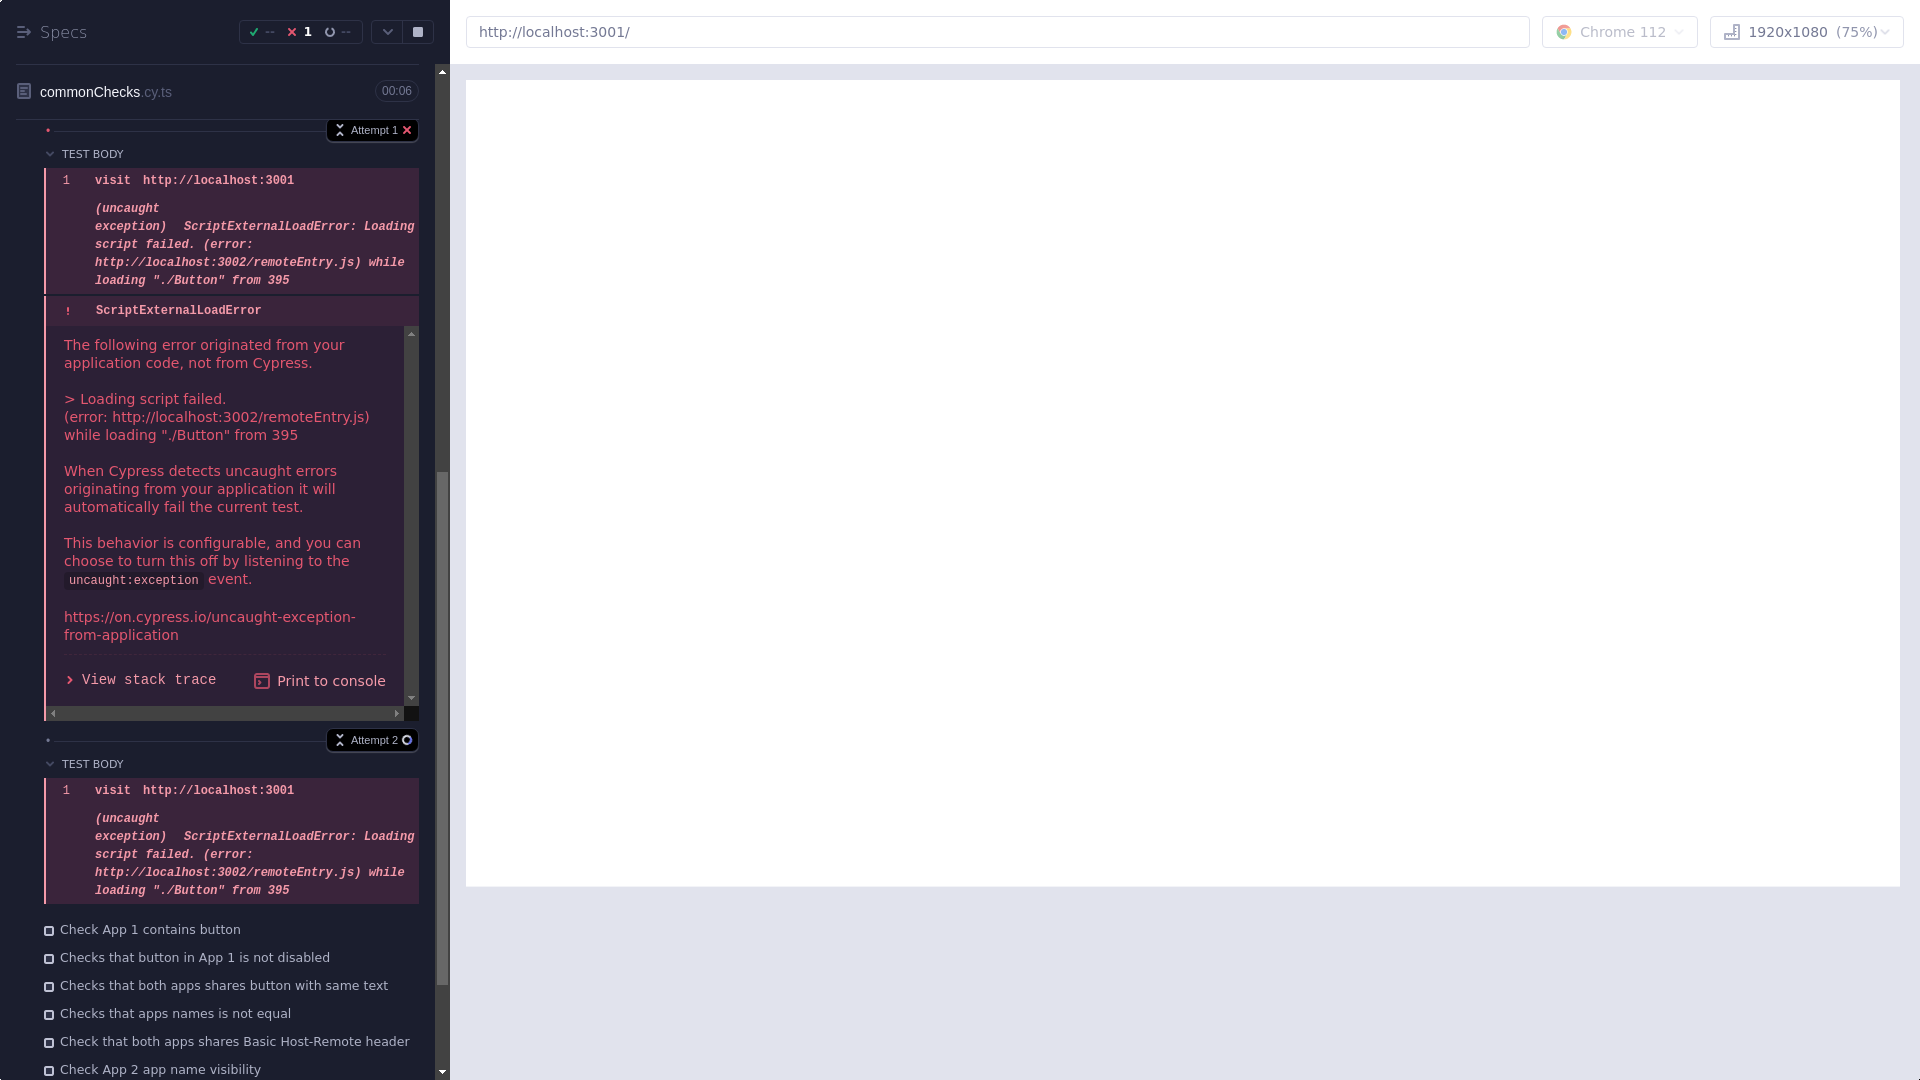 Specs
-- 1 --
commonChecks.cy.ts 00:06
Attempt 1
TEST BODY
1 visit http://localhost:3001
(uncaught
exception) ScriptExternalLoadError: Loading
script failed. (error:
http://localhost:3002/remoteEntry.js) while
loading "./Button" from 395
! ScriptExternalLoadError
The following error originated from your
application code, not from Cypress.
> Loading script failed.
(error: http://localhost:3002/remoteEntry.js)
while loading "./Button" from 395
When Cypress detects uncaught errors
originating from your application it will
automatically fail the current test.
This behavior is configurable, and you can
choose to turn this off by listening to the
uncaught:exception event.
https://on.cypress.io/uncaught-exception-
from-application
View stack trace Print to console
Attempt 2
TEST BODY
1 visit http://localhost:3001
(uncaught
exception) ScriptExternalLoadError: Loading
script failed. (error:
http://localhost:3002/remoteEntry.js) while
loading "./Button" from 395
Check App 1 contains button
Checks that button in App 1 is not disabled
Checks that both apps shares button with same text
Checks that apps names is not equal
Check that both apps shares Basic Host-Remote header
Check App 2 app name visibility
http://localhost:3001/
Chrome 112
1920x1080 (75%)